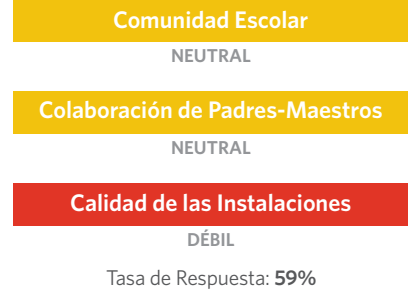 Comunidad Escolar
NEUTRAL
Colaboración de Padres-Maestros
NEUTRAL
Calidad de las Instalaciones
DÉBIL
Tasa de Respuesta: 59%